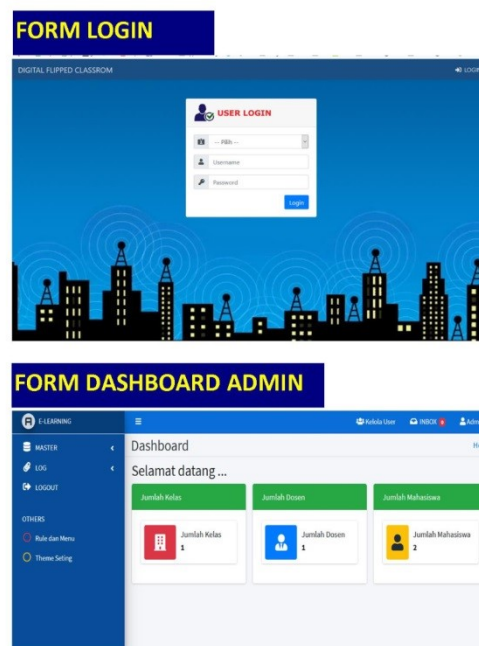 FORM LOGIN
DIGITAL FLIPPED CLASSROM
LOGIN
USER LOGIN
-- Pilih --
Username
Password
Login
FORM DASHBOARD ADMIN
E-LEARNING
Kelola User
INBOX
Admin
MASTER
LOG
LOGOUT
OTHERS
Rule dan Menu
Theme Seting
Dashboard
Selamat datang ...
Jumlah Kelas
Jumlah Dosen
Jumlah Mahasiswa
Jumlah Kelas
1
Jumlah Dosen
1
Jumlah Mahasiswa
2